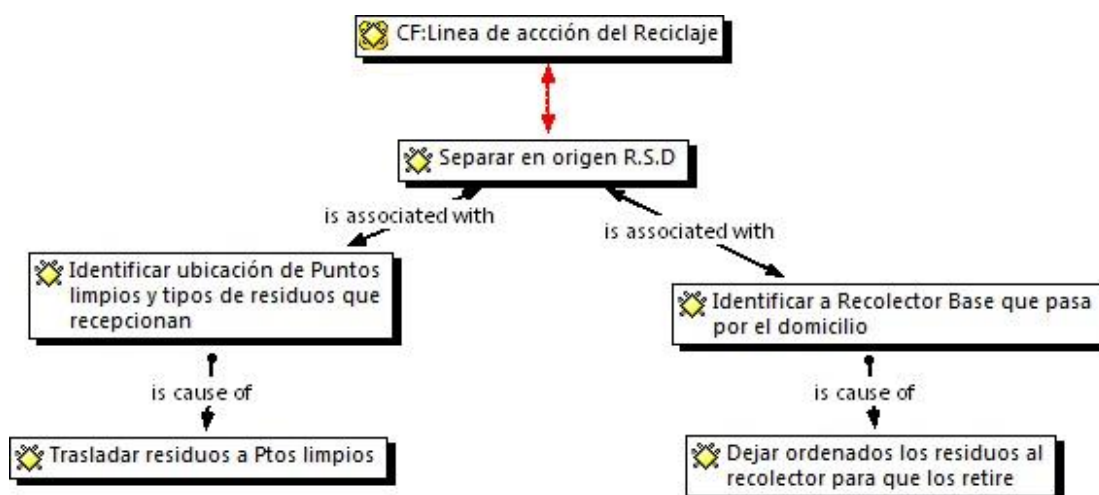 CF:Linea de accción del Reciclaje
Separar en origen R.S.D
is associated with
is associated with
Identificar ubicación de Puntos
limpios y tipos de residuos que
recepcionan
Identificar a Recolector Base que pasa
por el domicilio
is cause of
is cause of
Trasladar residuos a Ptos limpios
Dejar ordenados los residuos al
recolector para que los retire